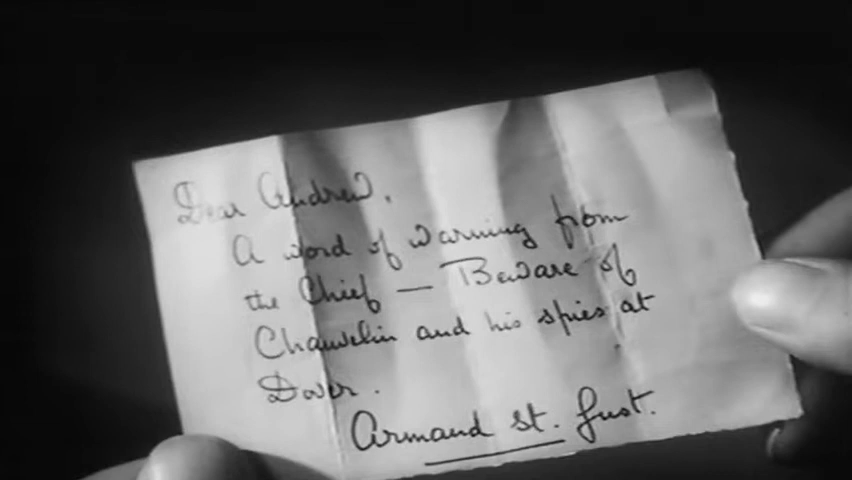 Dear Andrew,
A word of warning from
the Chief — Beware of
Chauvelin and his spies at
Dover.
Armand St. Just.